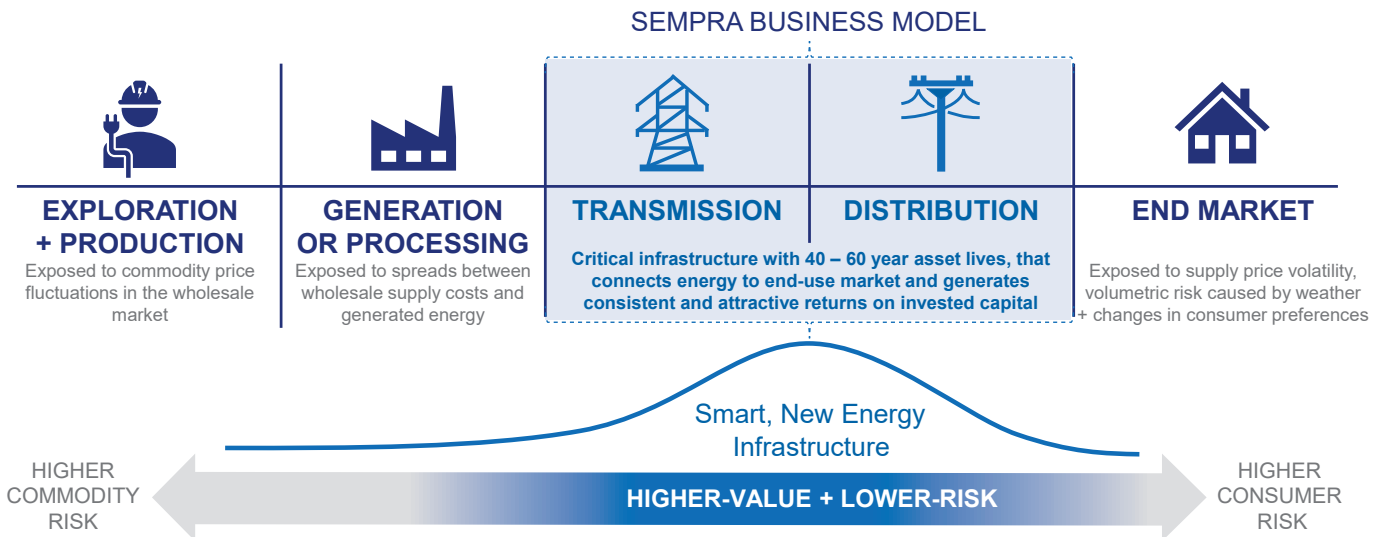 SEMPRA BUSINESS MODEL
EXPLORATION
+ PRODUCTION
Exposed to commodity price
fluctuations in the wholesale
market
GENERATION
OR PROCESSING
Exposed to spreads between
wholesale supply costs and
generated energy
TRANSMISSION
DISTRIBUTION
Critical infrastructure with 40 – 60 year asset lives, that
connects energy to end-use market and generates
consistent and attractive returns on invested capital
END MARKET
Exposed to supply price volatility,
volumetric risk caused by weather
+ changes in consumer preferences
Smart, New Energy
Infrastructure
HIGHER
COMMODITY
RISK
HIGHER-VALUE + LOWER-RISK
HIGHER
CONSUMER
RISK